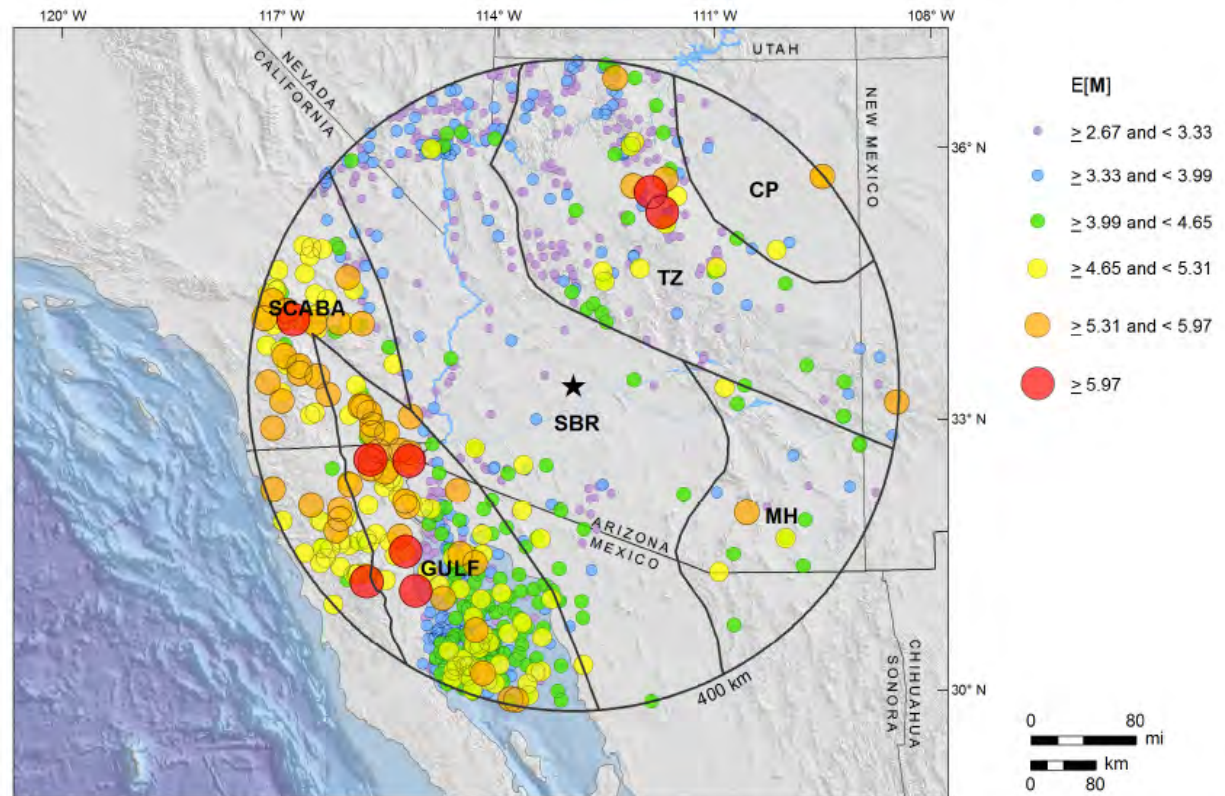 120° W 117° W 114° W 111° W 108° W
UTAH
NEVADA
CALIFORNIA
NEW MEXICO
36° N
CP
TZ
SCABA
33° N
SBR
MH
ARIZONA
MEXICO
GULF
400 km
30° N
CHIHUAHUA
SONORA
E[M]
≥ 2.67 and < 3.33
≥ 3.33 and < 3.99
≥ 3.99 and < 4.65
≥ 4.65 and < 5.31
≥ 5.31 and < 5.97
≥ 5.97
0 80
mi
km
0 80